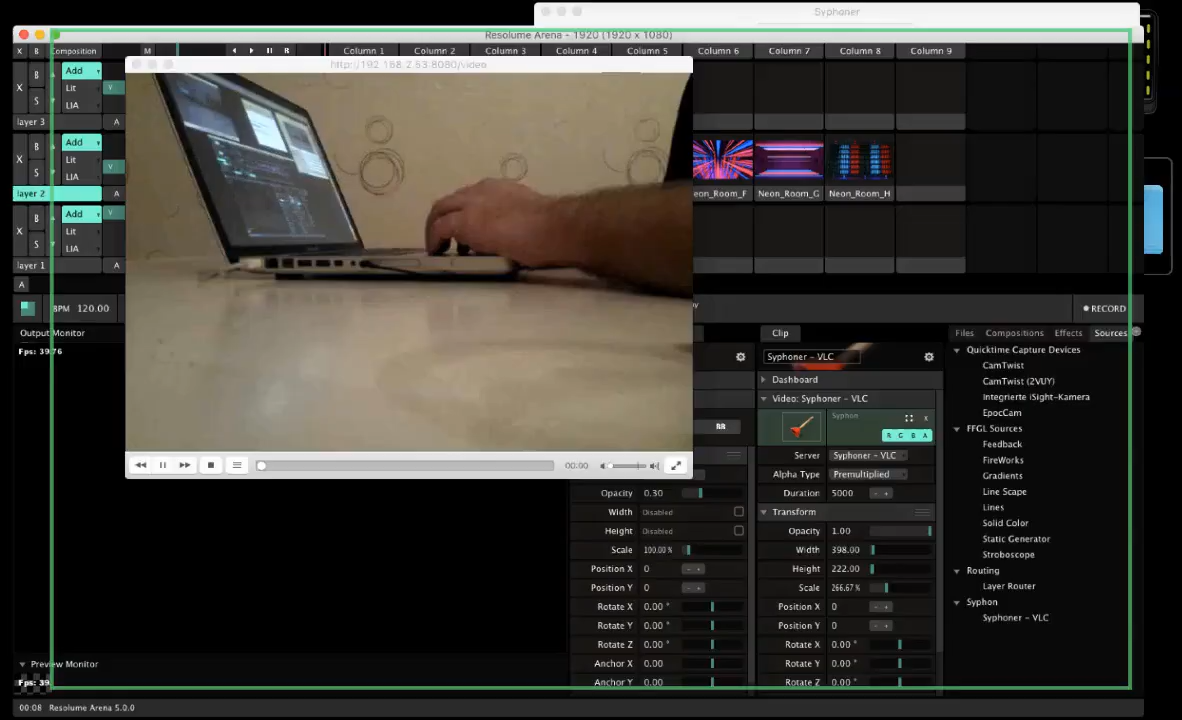 Syphoner
Resolume Arena - 1920 (1920 x 1080)
X B Composition M B Column 1 Column 2 Column 3 Column 4 Column 5 Column 6 Column 7 Column 8 Column 9
http://192.168.2.53:8080/video
B Add
X Lit V
S LIA
layer 3 A
B Add
X Lit V
S LIA
layer 2 A eon_Room_F Neon_Room_G Neon_Room_H
B Add V
X Lit
S LIA
layer 1 A
A
BPM 120.00 RECORD
Output Monitor Clip Files Compositions Effects Sources
Fps: 39.76 Syphoner - VLC Quicktime Capture Devices
CamTwist
Dashboard CamTwist (2VUY)
Video: Syphoner - VLC Integrierte iSight-Kamera
EpocCam
Syphon x FFGL Sources
R G B A Feedback
Server Syphoner - VLC FireWorks
00:00 Alpha Type Premultiplied Gradients
Opacity 0.30 Duration 5000 Line Scape
Width Disabled Transform Lines
Height Disabled Opacity 1.00 Solid Color
Static Generator
Scale 100.00 % Width 398.00 Stroboscope
Position X 0 Height 222.00 Routing
Position Y 0 Scale 266.67 % Layer Router
Rotate X 0.00 ° Position X 0 Syphon
Rotate Y 0.00 ° Position Y 0 Syphoner - VLC
Rotate Z 0.00 ° Rotate X 0.00 °
Preview Monitor Anchor X 0.00 Rotate Y 0.00 °
Fps: 39 Anchor Y 0.00 Rotate Z 0.00 °
00:08 Resolume Arena 5.0.0